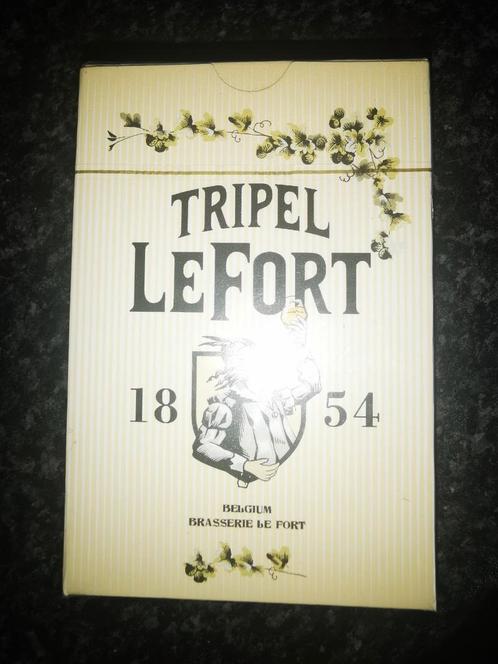 TRIPEL
LEFORT
18 54
BELGIUM
BRASSERIE LE FORT